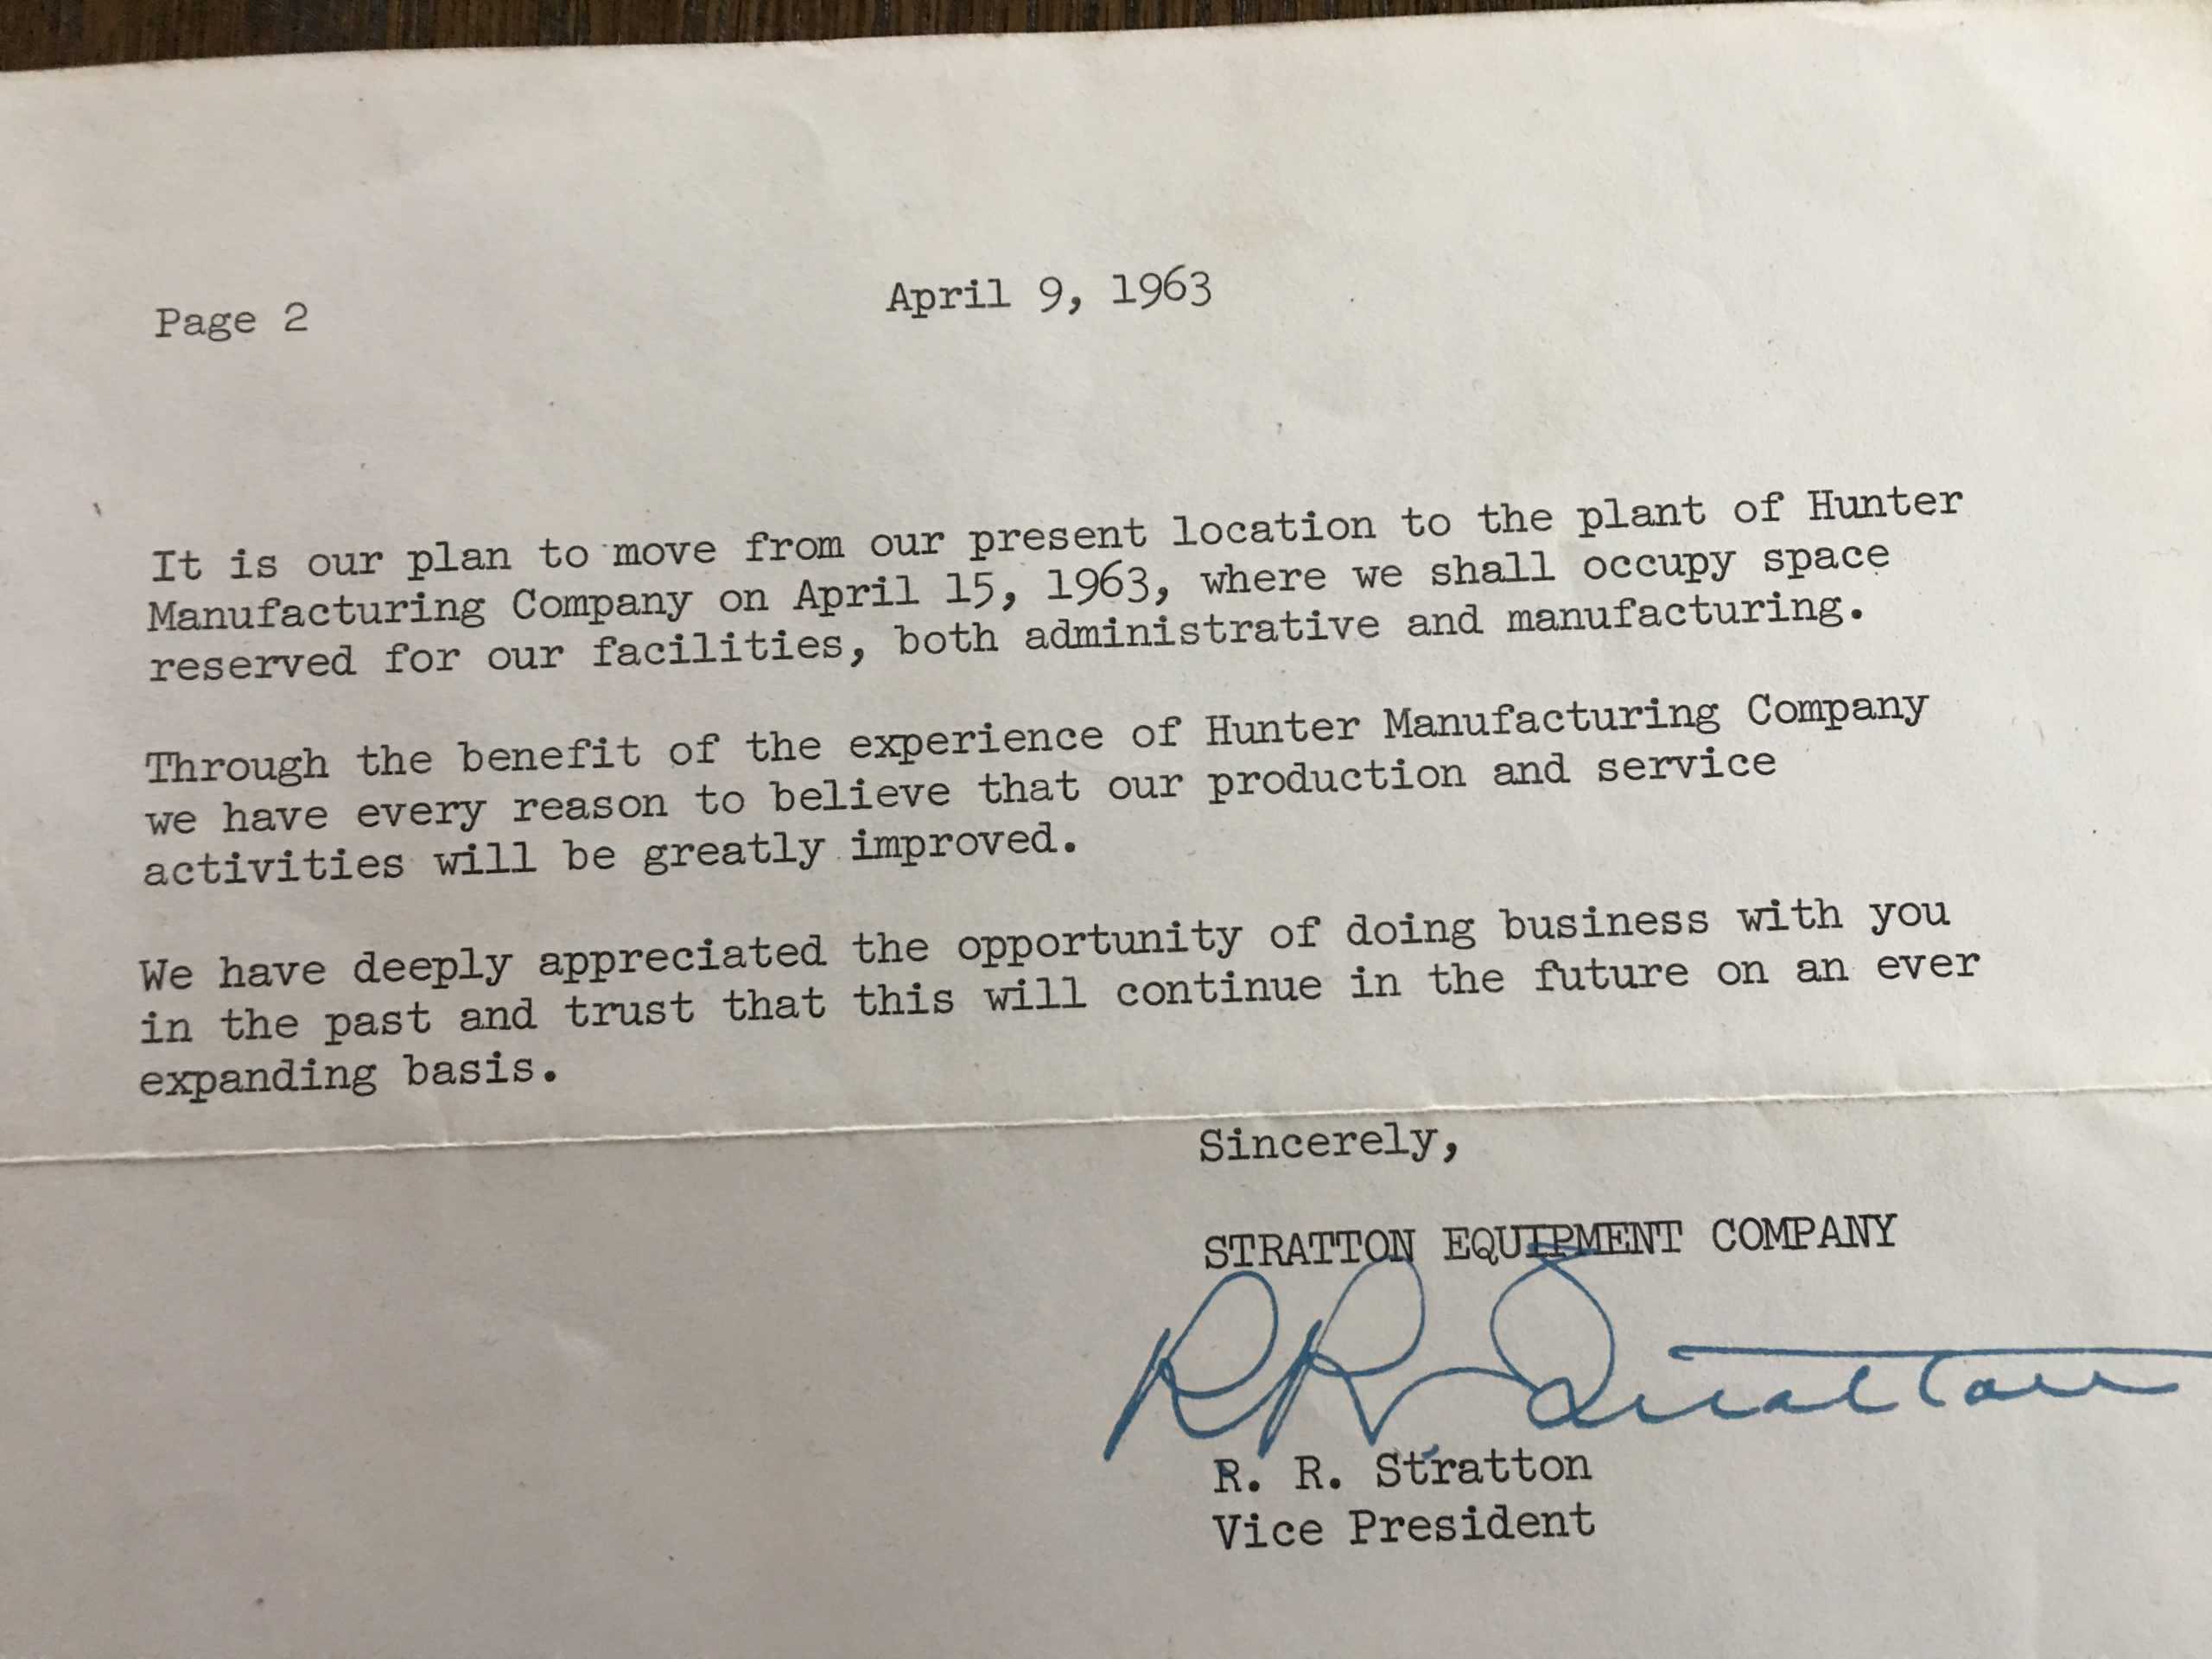 Page 2
April 9, 1963
It is our plan to move from our present location to the plant of Hunter
Manufacturing Company on April 15, 1963, where we shall occupy space
reserved for our facilities, both administrative and manufacturing.
Through the benefit of the experience of Hunter Manufacturing Company
we have every reason to believe that our production and service
activities will be greatly improved.
We have deeply appreciated the opportunity of doing business with you
in the past and trust that this will continue in the future on an ever
expanding basis.
Sincerely,
STRATTON EQUIPMENT COMPANY
RR Stratton
R. R. Stratton
Vice President